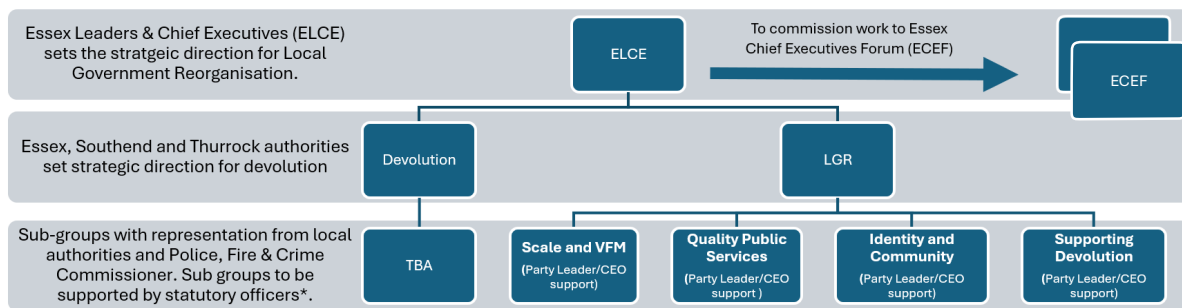 Essex Leaders & Chief Executives (ELCE)
sets the stratgeic direction for Local
Government Reorganisation.
ELCE
To commission work to Essex
Chief Executives Forum (ECEF)
ECEF
Essex, Southend and Thurrock authorities
set strategic direction for devolution
Devolution
LGR
Sub-groups with representation from local
authorities and Police, Fire & Crime
Commissioner. Sub groups to be
supported by statutory officers*.
TBA
Scale and VFM
(Party Leader/CEO
support)
Quality Public
Services
(Party Leader/CEO
support )
Identity and
Community
(Party Leader/CEO
support)
Supporting
Devolution
(Party Leader/CEO
support)